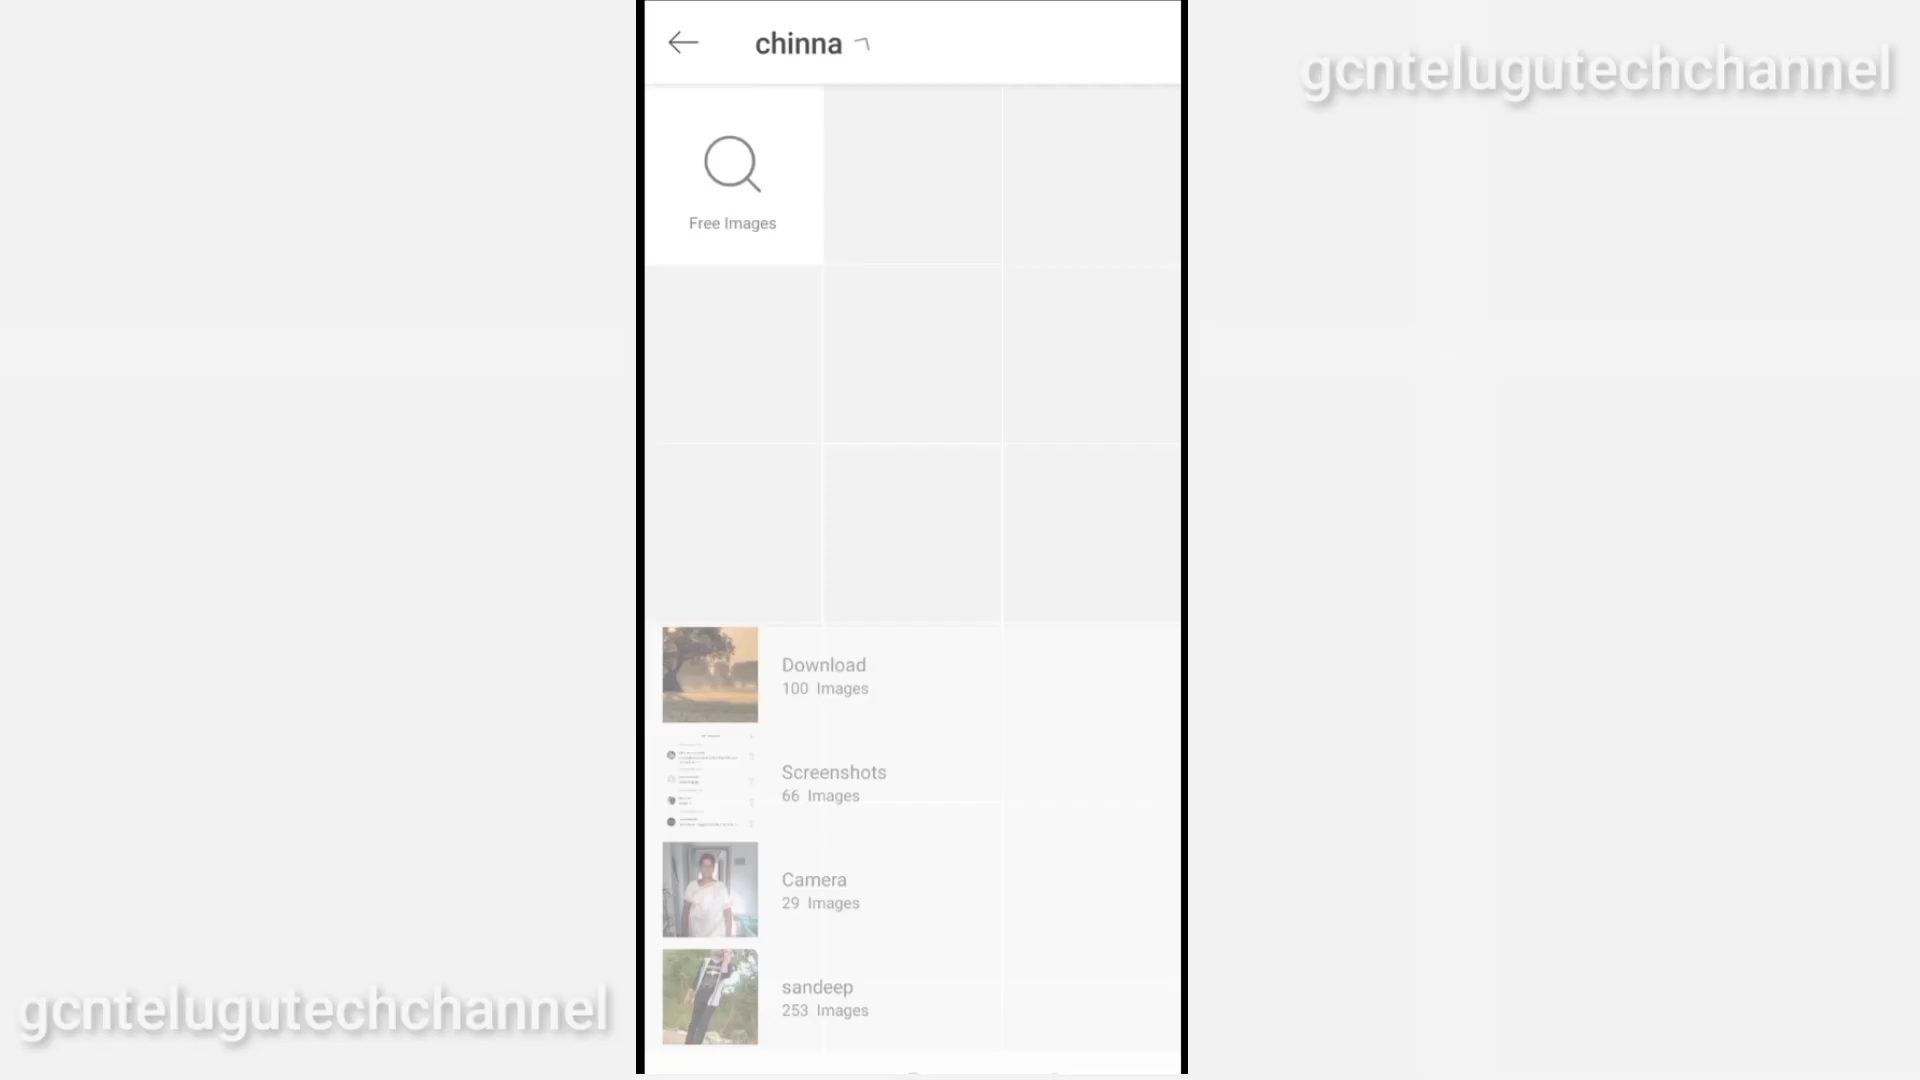 chinna
gcntelugutechchannel
Free Images
Download
100 Images
Screenshots
66 Images
Camera
29 Images
sandeep
253 Images
gcntelugutechchannel